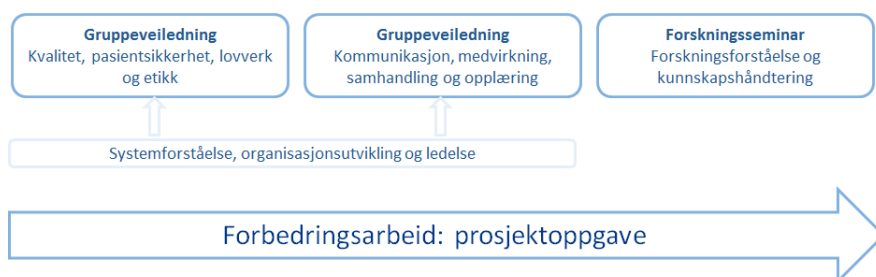 Gruppeveiledning
Kvalitet, pasientsikkerhet, lovverk
og etikk
Gruppeveiledning
Kommunikasjon, medvirkning,
samhandling og opplæring
Forskningsseminar
Forskningsforståelse og
kunnskapshåndtering
Systemforståelse, organisasjonsutvikling og ledelse
Forbedringsarbeid: prosjektoppgave